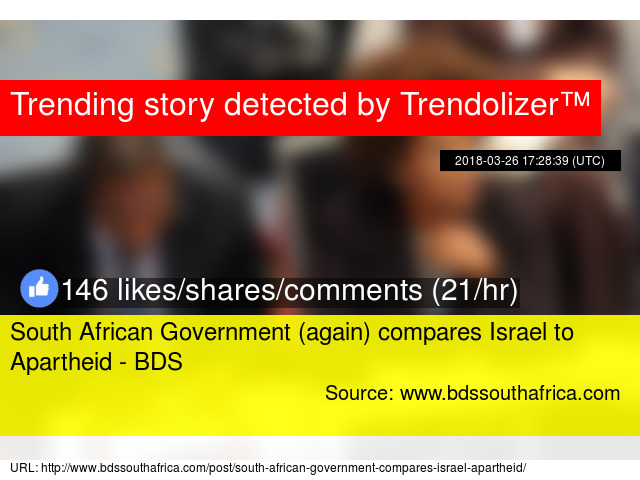 Trending story detected by Trendolizer™
2018-03-26 17:28:39 (UTC)
146 likes/shares/comments (21/hr)
South African Government (again) compares Israel to
Apartheid - BDS
Source: www.bdssouthafrica.com
URL: http://www.bdssouthafrica.com/post/south-african-government-compares-israel-apartheid/